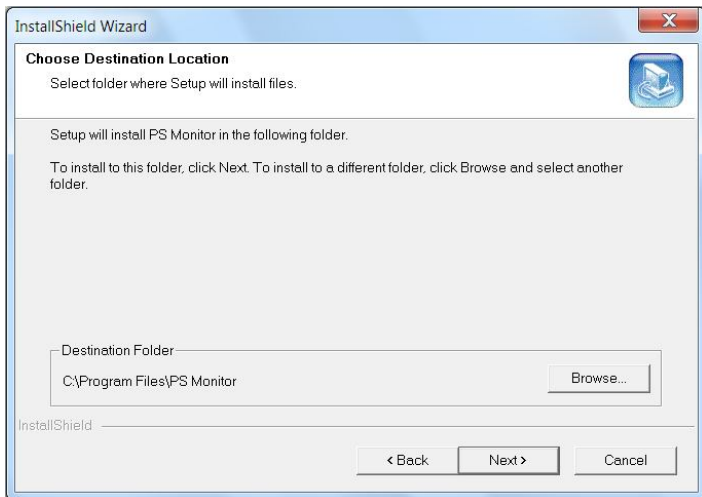 InstallShield Wizard
X
Choose Destination Location
Select folder where Setup will install files.
Setup will install PS Monitor in the following folder.
To install to this folder, click Next. To install to a different folder, click Browse and select another
folder.
Destination Folder
C:\Program Files\PS Monitor
Browse...
InstallShield
< Back
Next >
Cancel